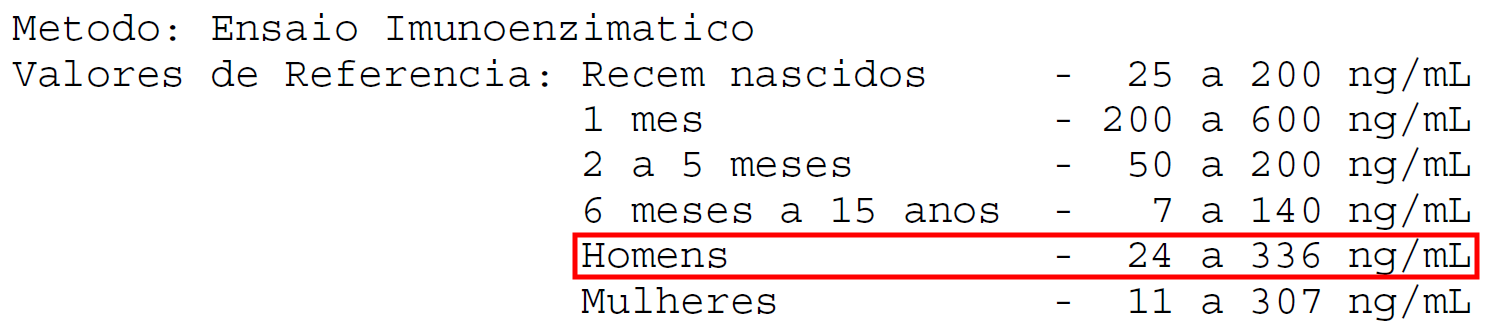 Metodo: Ensaio Imunoenzimatico
Valores de Referencia: Recem nascidos - 25 a 200 ng/mL
1 mes - 200 a 600 ng/mL
2 a 5 meses - 50 a 200 ng/mL
6 meses a 15 anos - 7 a 140 ng/mL
Homens - 24 a 336 ng/mL
Mulheres - 11 a 307 ng/mL